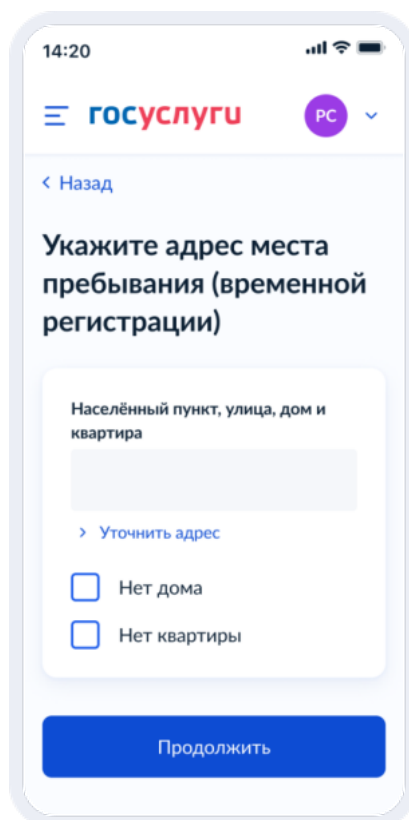 14:20
госуслуги
РС
Назад
Укажите адрес места
пребывания (временной
регистрации)
Населённый пункт, улица, дом и
квартира
Уточнить адрес
Нет дома
Нет квартиры
Продолжить